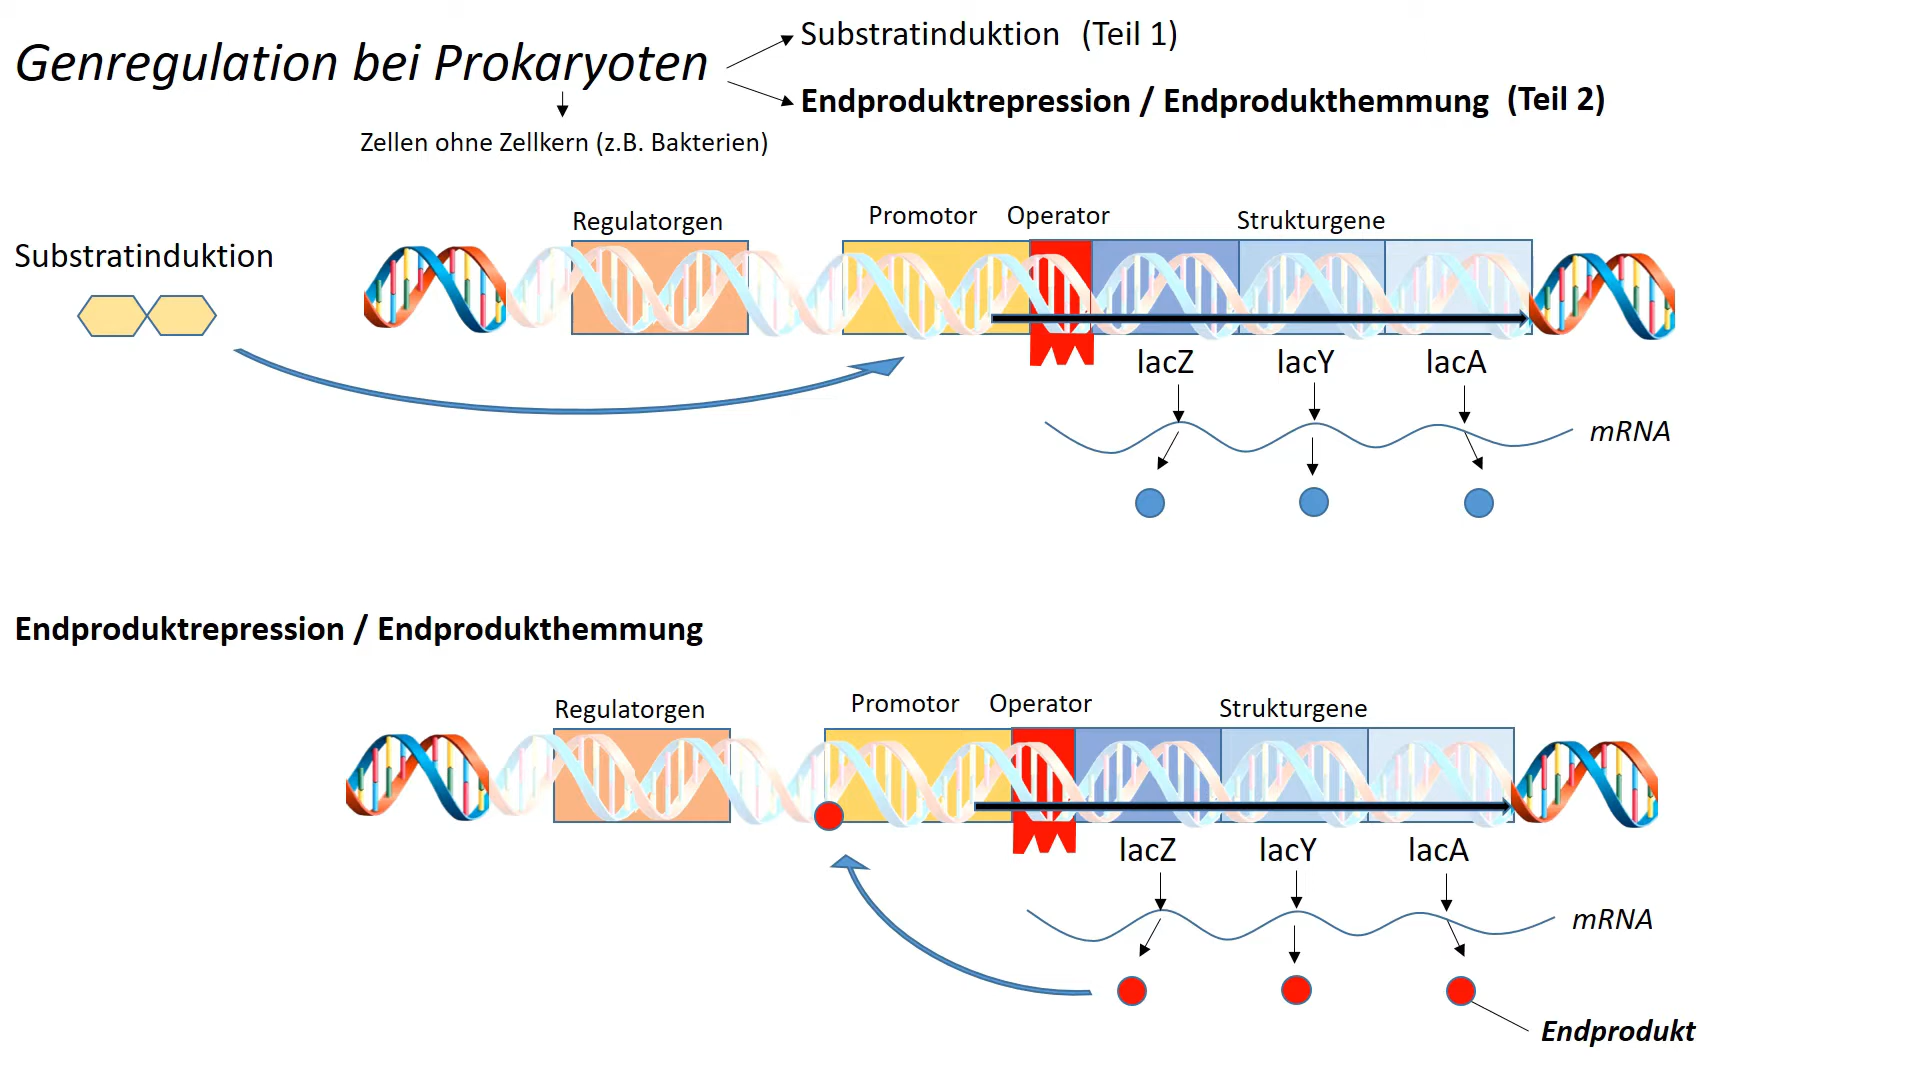 Genregulation bei Prokaryoten
Substratinduktion (Teil 1)
Endproduktrepression / Endprodukthemmung (Teil 2)
Zellen ohne Zellkern (z.B. Bakterien)
Substratinduktion
Regulatorgen
Promotor
Operator
Strukturgene
lacZ
lacY
lacA
mRNA
Endproduktrepression / Endprodukthemmung
Regulatorgen
Promotor
Operator
Strukturgene
lacZ
lacY
lacA
mRNA
Endprodukt